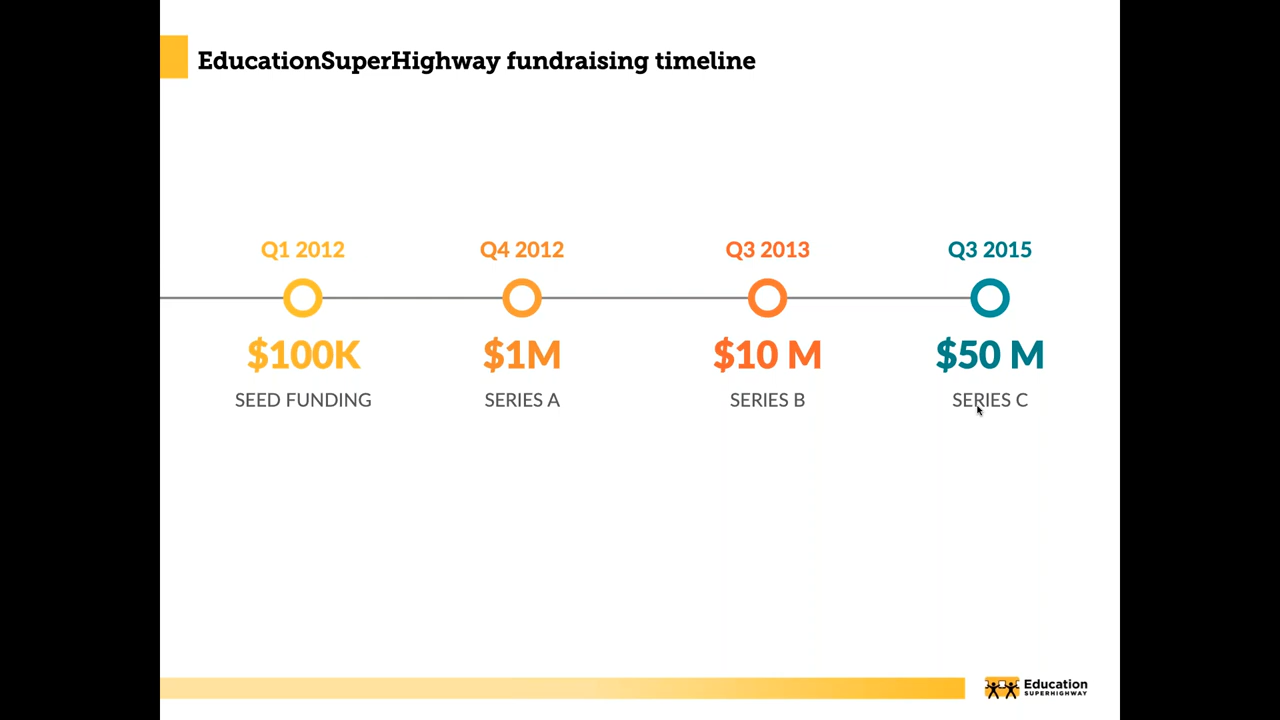 EducationSuperHighway fundraising timeline
Q1 2012
$100K
SEED FUNDING
Q4 2012
$1M
SERIES A
Q3 2013
$10 M
SERIES B
Q3 2015
$50 M
SERIES C
Education
SUPERHIGHWAY